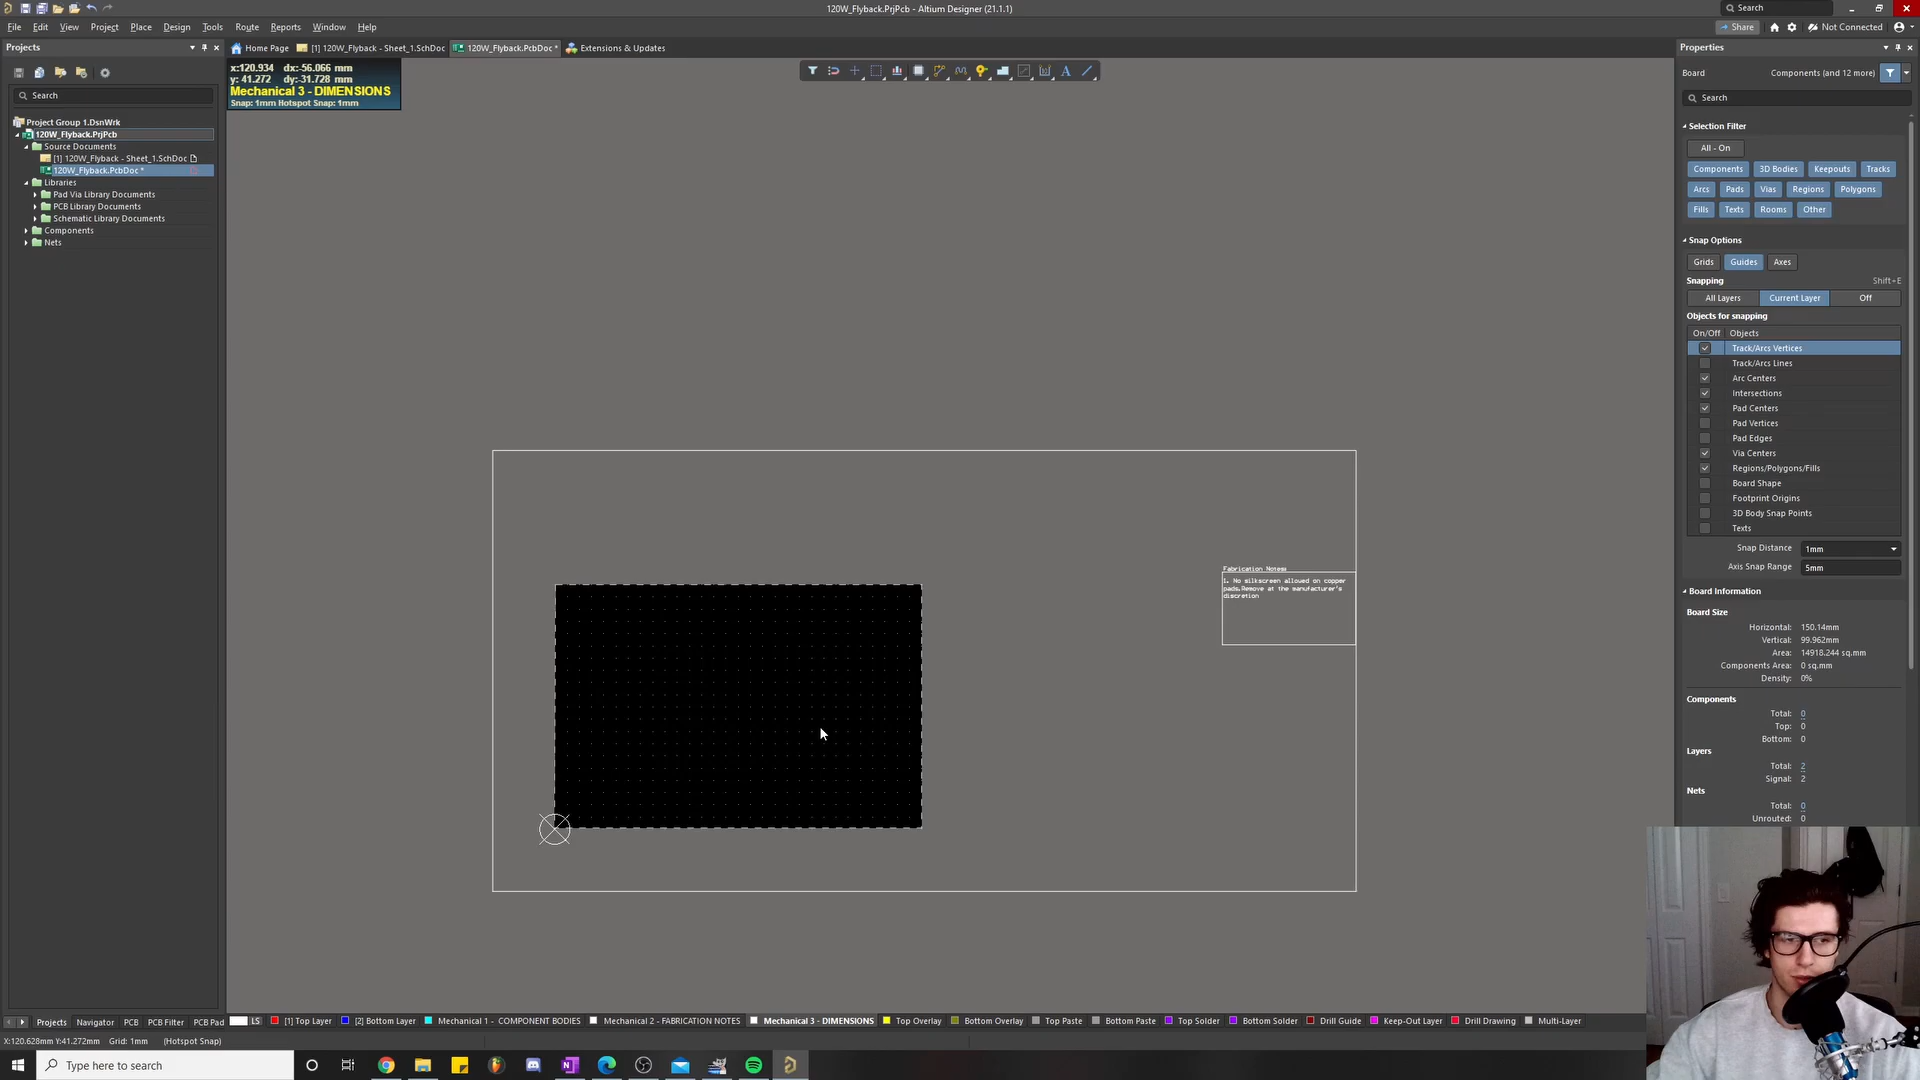 120W_Flyback.PrjPcb - Altium Designer (21.1.1)
Search
File Edit View Project Place Design Tools Route Reports Window Help
Share
Not Connected
Projects
Home Page
[1] 120W_Flyback - Sheet_1.SchDoc
120W_Flyback.PcbDoc *
Extensions & Updates
Properties
x:120.934 dx:-56.066 mm
y: 41.272 dy:-31.728 mm
Mechanical 3 - DIMENSIONS
Snap: 1mm Hotspot Snap: 1mm
Search
Project Group 1.DsnWrk
120W_Flyback.PrjPcb
Source Documents
[1] 120W_Flyback - Sheet_1.SchDoc
120W_Flyback.PcbDoc *
Libraries
Pad Via Library Documents
PCB Library Documents
Schematic Library Documents
Components
Nets
Board
Components (and 12 more)
Search
Selection Filter
All - On
Components 3D Bodies Keepouts Tracks
Arcs Pads Vias Regions Polygons
Fills Texts Rooms Other
Snap Options
Grids Guides Axes
Snapping Shift+E
All Layers Current Layer Off
Objects for snapping
On/Off Objects
Track/Arcs Vertices
Track/Arcs Lines
Arc Centers
Intersections
Pad Centers
Pad Vertices
Pad Edges
Via Centers
Regions/Polygons/Fills
Board Shape
Footprint Origins
3D Body Snap Points
Texts
Snap Distance 1mm
Axis Snap Range 5mm
Board Information
Board Size
Horizontal: 150.14mm
Vertical: 99.962mm
Area: 14918.244 sq.mm
Components Area: 0 sq.mm
Density: 0%
Components
Total: 0
Top: 0
Bottom: 0
Layers
Total: 2
Signal: 2
Nets
Total: 0
Unrouted: 0
Fabrication Notess
1. No silkscreen allowed on copper
pads.Remove at the manufacturer's
discretion
Projects Navigator PCB PCB Filter PCB Pad
LS [1] Top Layer [2] Bottom Layer Mechanical 1 - COMPONENT BODIES Mechanical 2 - FABRICATION NOTES Mechanical 3 - DIMENSIONS Top Overlay Bottom Overlay Top Paste Bottom Paste Top Solder Bottom Solder Drill Guide Keep-Out Layer Drill Drawing Multi-Layer
X:120.628mm Y:41.272mm Grid: 1mm (Hotspot Snap)
Type here to search